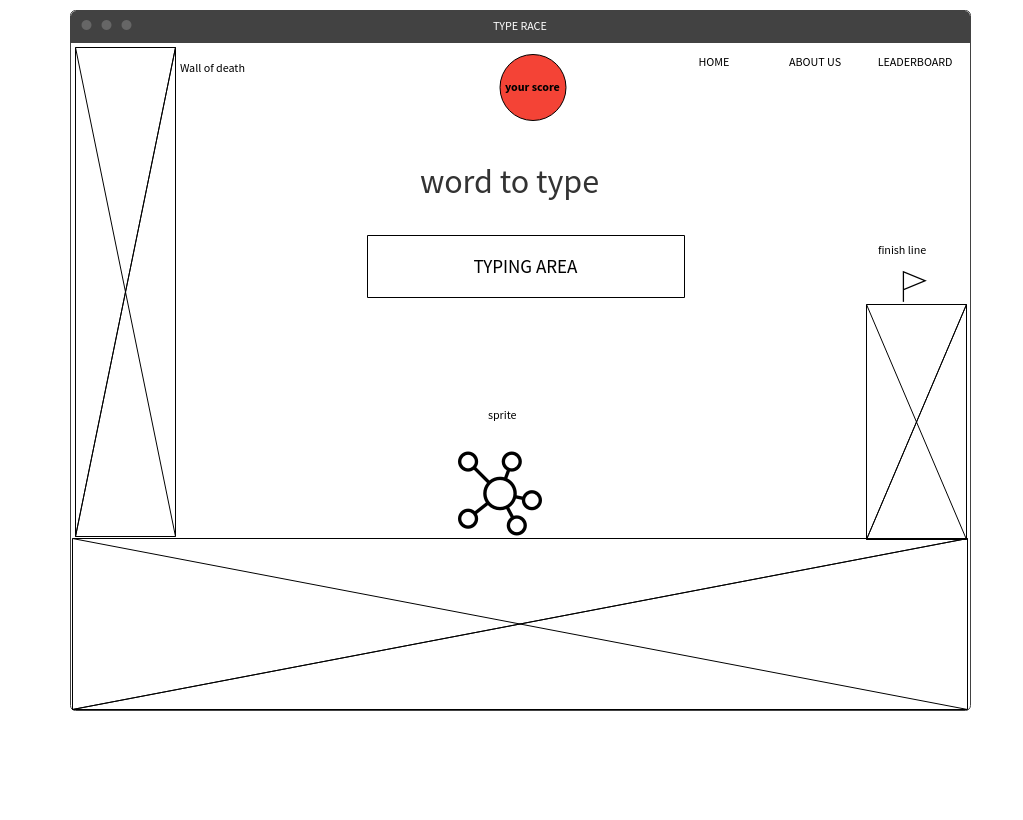 TYPE RACE
Wall of death
your score
HOME
ABOUT US
LEADERBOARD
word to type
TYPING AREA
finish line
sprite